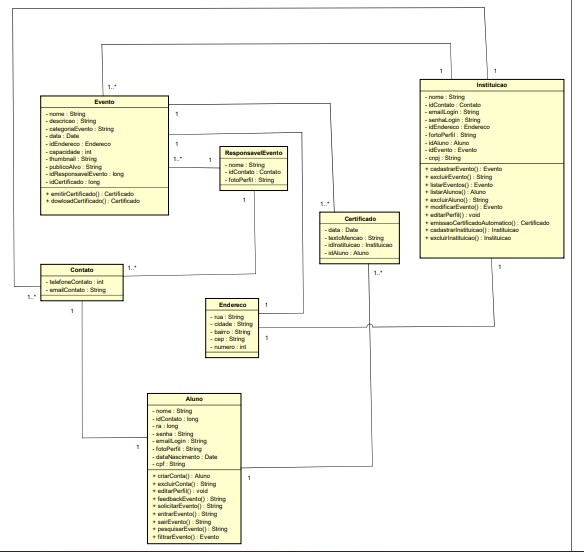 1
1
1..*
Evento
- nome : String
- descricao : String
- categoriaEvento : String
- data : Date
- idEndereco : Endereco
- capacidade : int
- thumbnail : String
- publicoAlvo : String
- idResponsavelEvento : long
- idCertificado : long
+ emitirCertificado() : Certificado
+ dowloadCertificado() : Certificado
1
1
1..*
1
ResponsavelEvento
- nome : String
- idContato : Contato
- fotoPerfil : String
1
Instituicao
- nome : String
- idContato : Contato
- emailLogin : String
- senhaLogin : String
- idEndereco : Endereco
- fortoPerfil : String
- idAluno : Aluno
- idEvento : Evento
- cnpj : String
+ cadastrarEvento() : Evento
+ excluirEvento() : String
+ listarEventos() : Evento
+ listarAlunos() : Aluno
+ excluirAluno() : String
+ modificarEvento() : Evento
+ editarPerfil() : void
+ emissaoCertificadoAutomatico() : Certificado
+ cadastrarInstituicao() : Instituicao
+ excluirInstituicao() : Instituicao
1
1..*
Certificado
- data : Date
- textoMencao : String
- idInstituicao : Instituicao
- idAluno : Aluno
1..*
Contato
- telefoneContato : int
- emailContato : String
1..*
1..*
1
Endereco
- rua : String
- cidade : String
- bairro : String
- cep : String
- numero : int
1
1
Aluno
- nome : String
- idContato : long
- ra : long
- senha : String
- emailLogin : String
- fotoPerfil : String
- dataNascimento : Date
- cpf : String
+ criarConta() : Aluno
+ excluirConta() : String
+ editarPerfil() : void
+ feedbackEvento() : String
+ solicitarEvento() : String
+ entrarEvento() : String
+ sairEvento() : String
+ pesquisarEvento() : String
+ filtrarEvento() : Evento
1
1